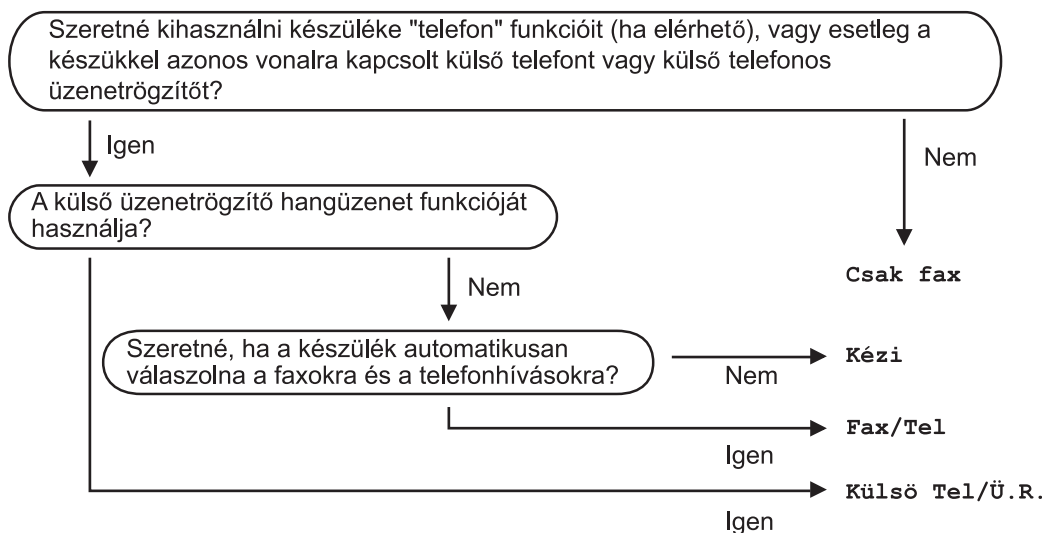 Szeretné kihasználni készüléke "telefon" funkcióit (ha elérhető), vagy esetleg a
készükkel azonos vonalra kapcsolt külső telefont vagy külső telefonos
üzenetrögzítőt?
Igen
Nem
A külső üzenetrögzítő hangüzenet funkcióját
használja?
Csak fax
Nem
Szeretné, ha a készülék automatikusan
válaszolna a faxokra és a telefonhívásokra?
Kézi
Nem
Fax/Tel
Igen
Külsö Tel/Ü.R.
Igen